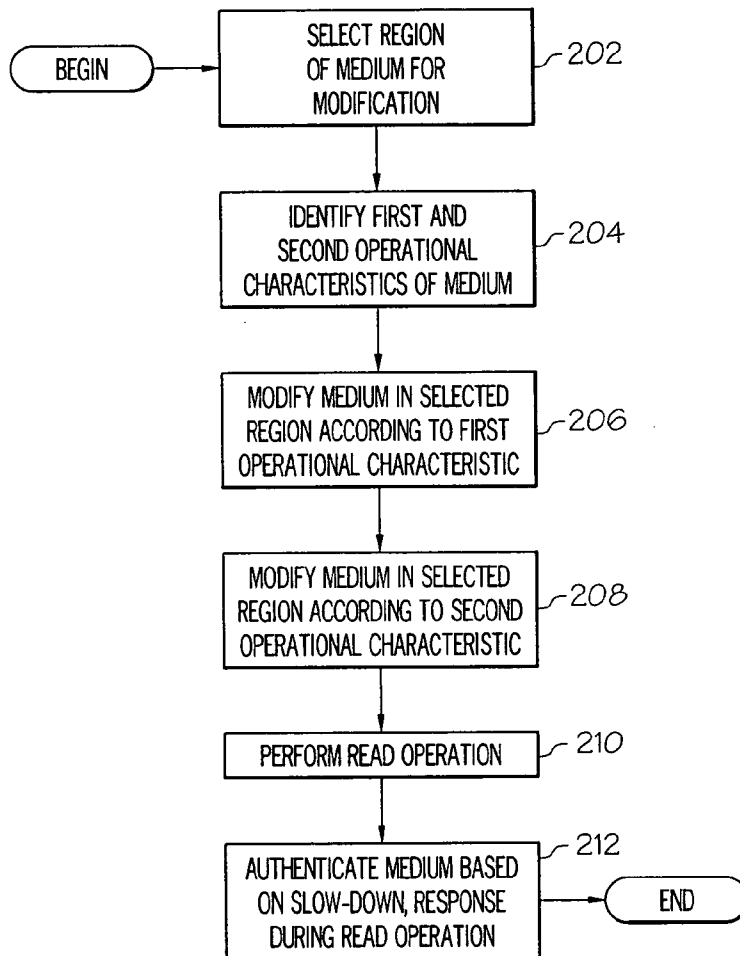 BEGIN
SELECT REGION
OF MEDIUM FOR
MODIFICATION
202
IDENTIFY FIRST AND
SECOND OPERATIONAL
CHARACTERISTICS OF MEDIUM
204
MODIFY MEDIUM IN SELECTED
REGION ACCORDING TO FIRST
OPERATIONAL CHARACTERISTIC
206
MODIFY MEDIUM IN SELECTED
REGION ACCORDING TO SECOND
OPERATIONAL CHARACTERISTIC
208
PERFORM READ OPERATION
210
212
AUTHENTICATE MEDIUM BASED
ON SLOW-DOWN, RESPONSE
DURING READ OPERATION
END